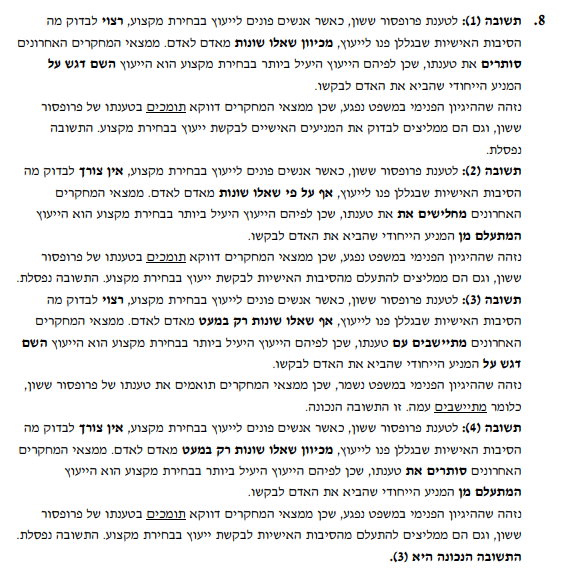 8. תשובה (1): לטענת פרופסור ששון, כאשר אנשים פונים לייעוץ בבחירת מקצוע, רצוי לבדוק מה
הסיבות האישיות שבגללן פנו לייעוץ, מכיוון שאלו שונות מאדם לאדם. ממצאי המחקרים האחרונים
סותרים את טענתו, שכן לפיהם הייעוץ היעיל ביותר בבחירת מקצוע הוא הייעוץ השם דגש על
המניע הייחודי שהביא את האדם לבקשו.
נזהה שההיגיון הפנימי במשפט נפגע, שכן ממצאי המחקרים דווקא תומכים בטענתו של פרופסור
ששון, וגם הם ממליצים לבדוק את המניעים האישיים לבקשת ייעוץ בבחירת מקצוע. התשובה
נפסלת.
תשובה (2): לטענת פרופסור ששון, כאשר אנשים פונים לייעוץ בבחירת מקצוע, אין צורך לבדוק מה
הסיבות האישיות שבגללן פנו לייעוץ, אף על פי שאלו שונות מאדם לאדם. ממצאי המחקרים
האחרונים מחלישים את את טענתו, שכן לפיהם הייעוץ היעיל ביותר בבחירת מקצוע הוא הייעוץ
המתעלם מן המניע הייחודי שהביא את האדם לבקשו.
נזהה שההיגיון הפנימי במשפט נפגע, שכן ממצאי המחקרים דווקא תומכים בטענתו של פרופסור
ששון, וגם הם ממליצים להתעלם מהסיבות האישיות לבקשת ייעוץ בבחירת מקצוע. התשובה נפסלת.
תשובה (3): לטענת פרופסור ששון, כאשר אנשים פונים לייעוץ בבחירת מקצוע, רצוי לבדוק מה
הסיבות האישיות שבגללן פנו לייעוץ, אף שאלו שונות רק במעט מאדם לאדם. ממצאי המחקרים
האחרונים מתיישבים עם טענתו, שכן לפיהם הייעוץ היעיל ביותר בבחירת מקצוע הוא הייעוץ השם
דגש על המניע הייחודי שהביא את האדם לבקשו.
נזהה שההיגיון הפנימי במשפט נשמר, שכן ממצאי המחקרים תואמים את טענתו של פרופסור ששון,
כלומר מתיישבים עמה. זו התשובה הנכונה.
תשובה (4): לטענת פרופסור ששון, כאשר אנשים פונים לייעוץ בבחירת מקצוע, אין צורך לבדוק מה
הסיבות האישיות שבגללן פנו לייעוץ, מכיוון שאלו שונות רק במעט מאדם לאדם. ממצאי המחקרים
האחרונים סותרים את טענתו, שכן לפיהם הייעוץ היעיל ביותר בבחירת מקצוע הוא הייעוץ
המתעלם מן המניע הייחודי שהביא את האדם לבקשו.
נזהה שההיגיון הפנימי במשפט נפגע, שכן ממצאי המחקרים דווקא תומכים בטענתו של פרופסור
ששון, וגם הם ממליצים להתעלם מהסיבות האישיות לבקשת ייעוץ בבחירת מקצוע. התשובה נפסלת.
התשובה הנכונה היא (3).